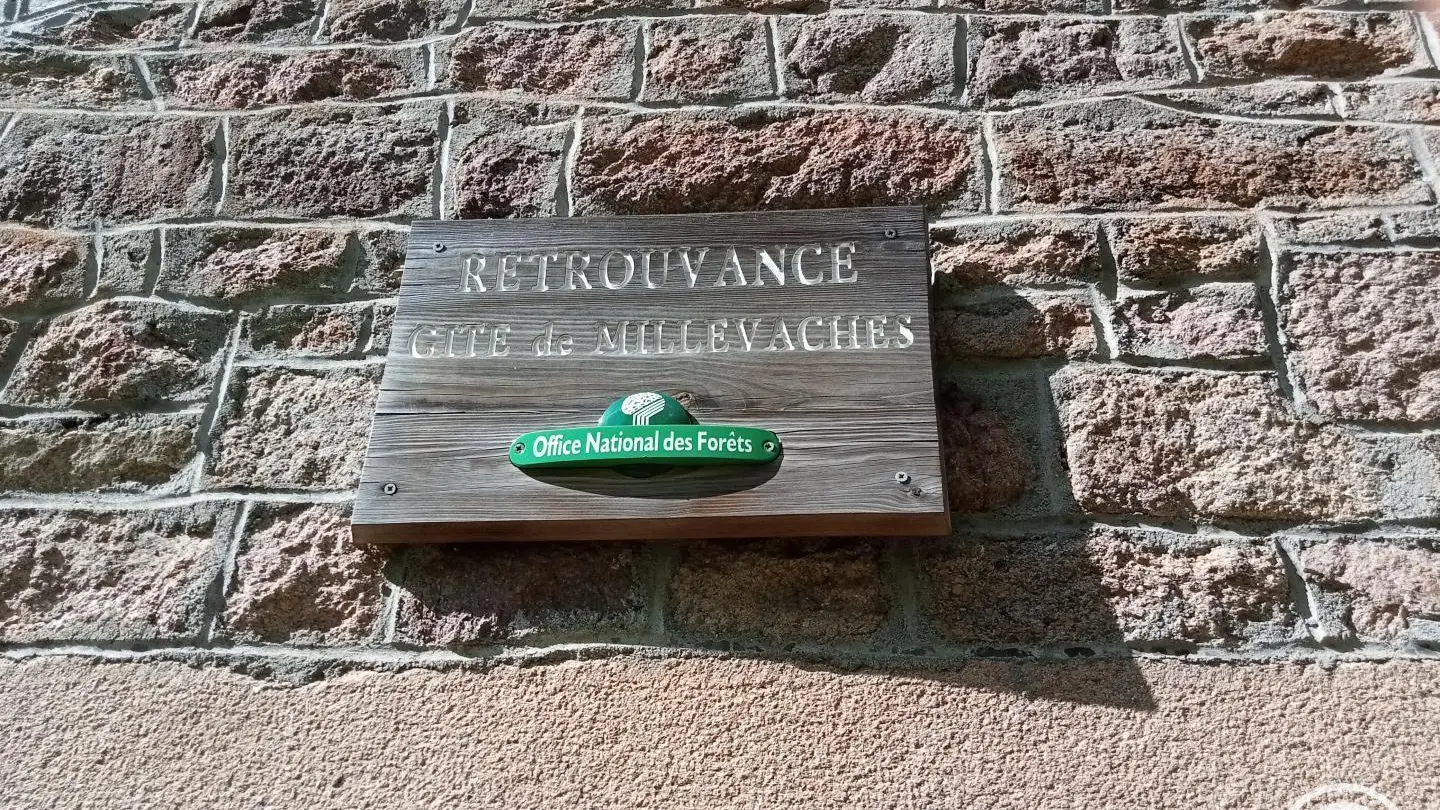 RETROUVANCE
GITE de MILLEVACHES
Office National des Forêts